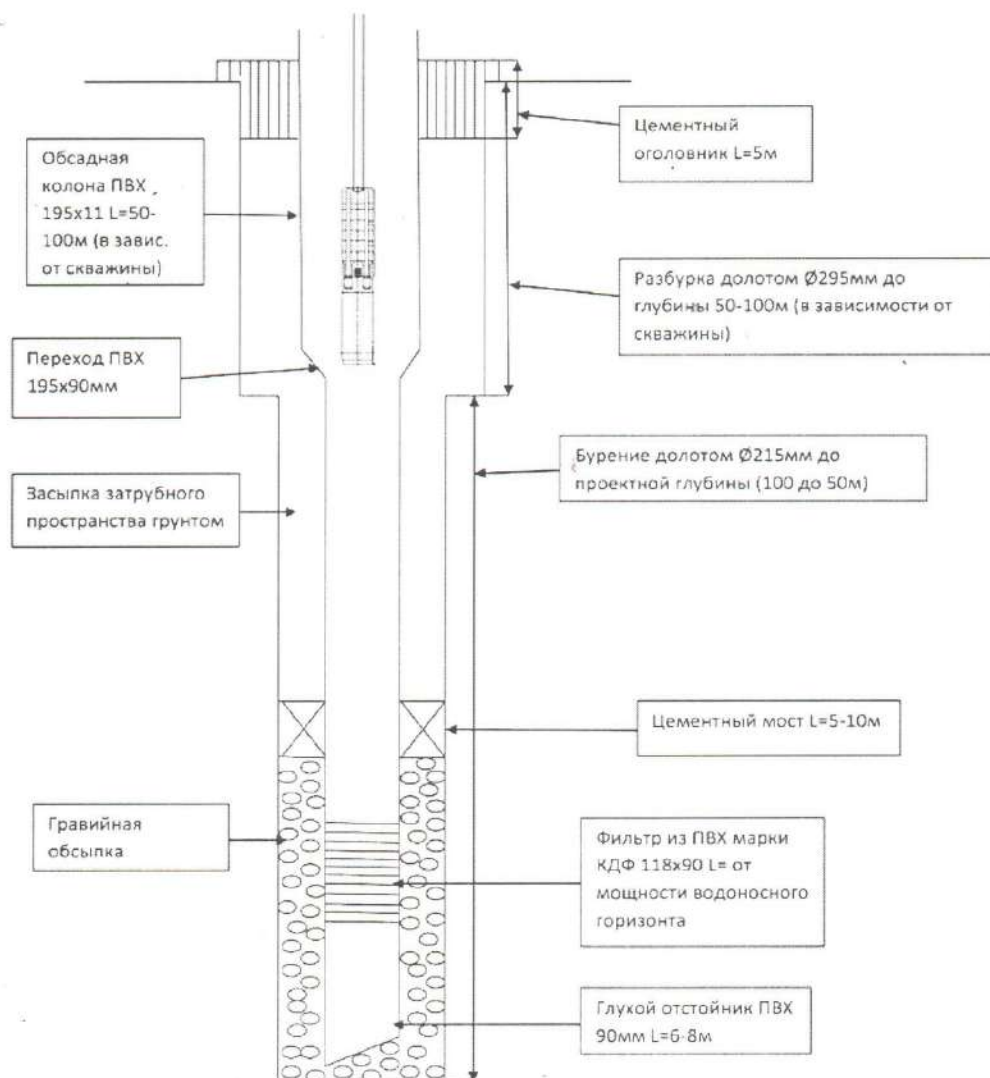 Цементный
оголовник L=5м
Обсадная
колона ПВХ
195х11 L=50-
100м (в завис.
от скважины)
Разбурка долотом Ø295мм до
глубины 50-100м (в зависимости от
скважины)
Переход ПВХ
195х90мм
Бурение долотом Ø215мм до
проектной глубины (100 до 50м)
Засыпка затрубного
пространства грунтом
Цементный мост L=5-10м
Гравийная
обсыпка
Фильтр из ПВХ марки
КДФ 118х90 L= от
мощности водоносного
горизонта
Глухой отстойник ПВХ
90мм L=6-8м